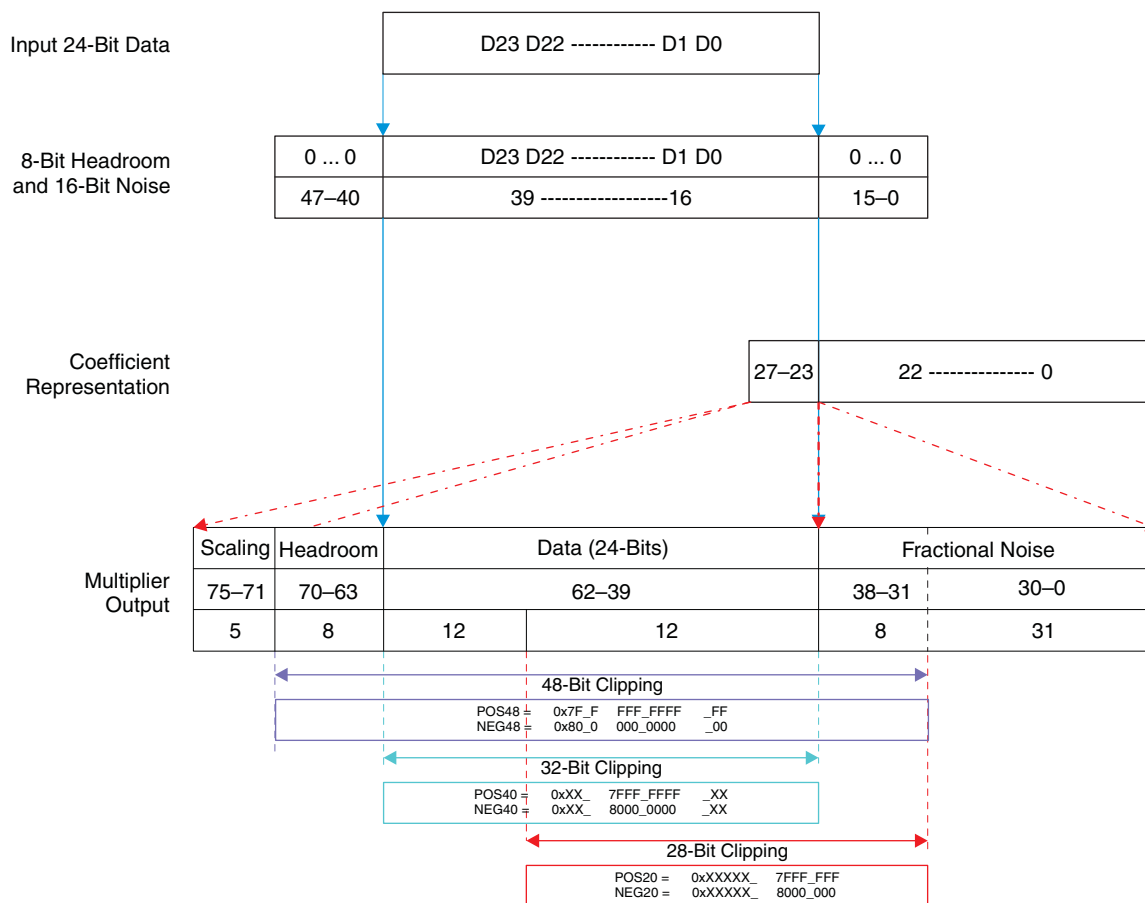 Input 24-Bit Data
D23 D22 ------------ D1 D0
8-Bit Headroom
and 16-Bit Noise
0 ... 0 D23 D22 ------------ D1 D0 0 ... 0
47–40 39 ------------------16 15–0
Coefficient
Representation
27–23 22 --------------- 0
Scaling Headroom Data (24-Bits) Fractional Noise
Multiplier
Output
75–71 70–63 62–39 38–31 30–0
5 8 12 12 8 31
48-Bit Clipping
POS48 = 0x7F_F FFF_FFFF _FF
NEG48 = 0x80_0 000_0000 _00
32-Bit Clipping
POS40 = 0xXX_ 7FFF_FFFF _XX
NEG40 = 0xXX_ 8000_0000 _XX
28-Bit Clipping
POS20 = 0xXXXXX_ 7FFF_FFF
NEG20 = 0xXXXXX_ 8000_000